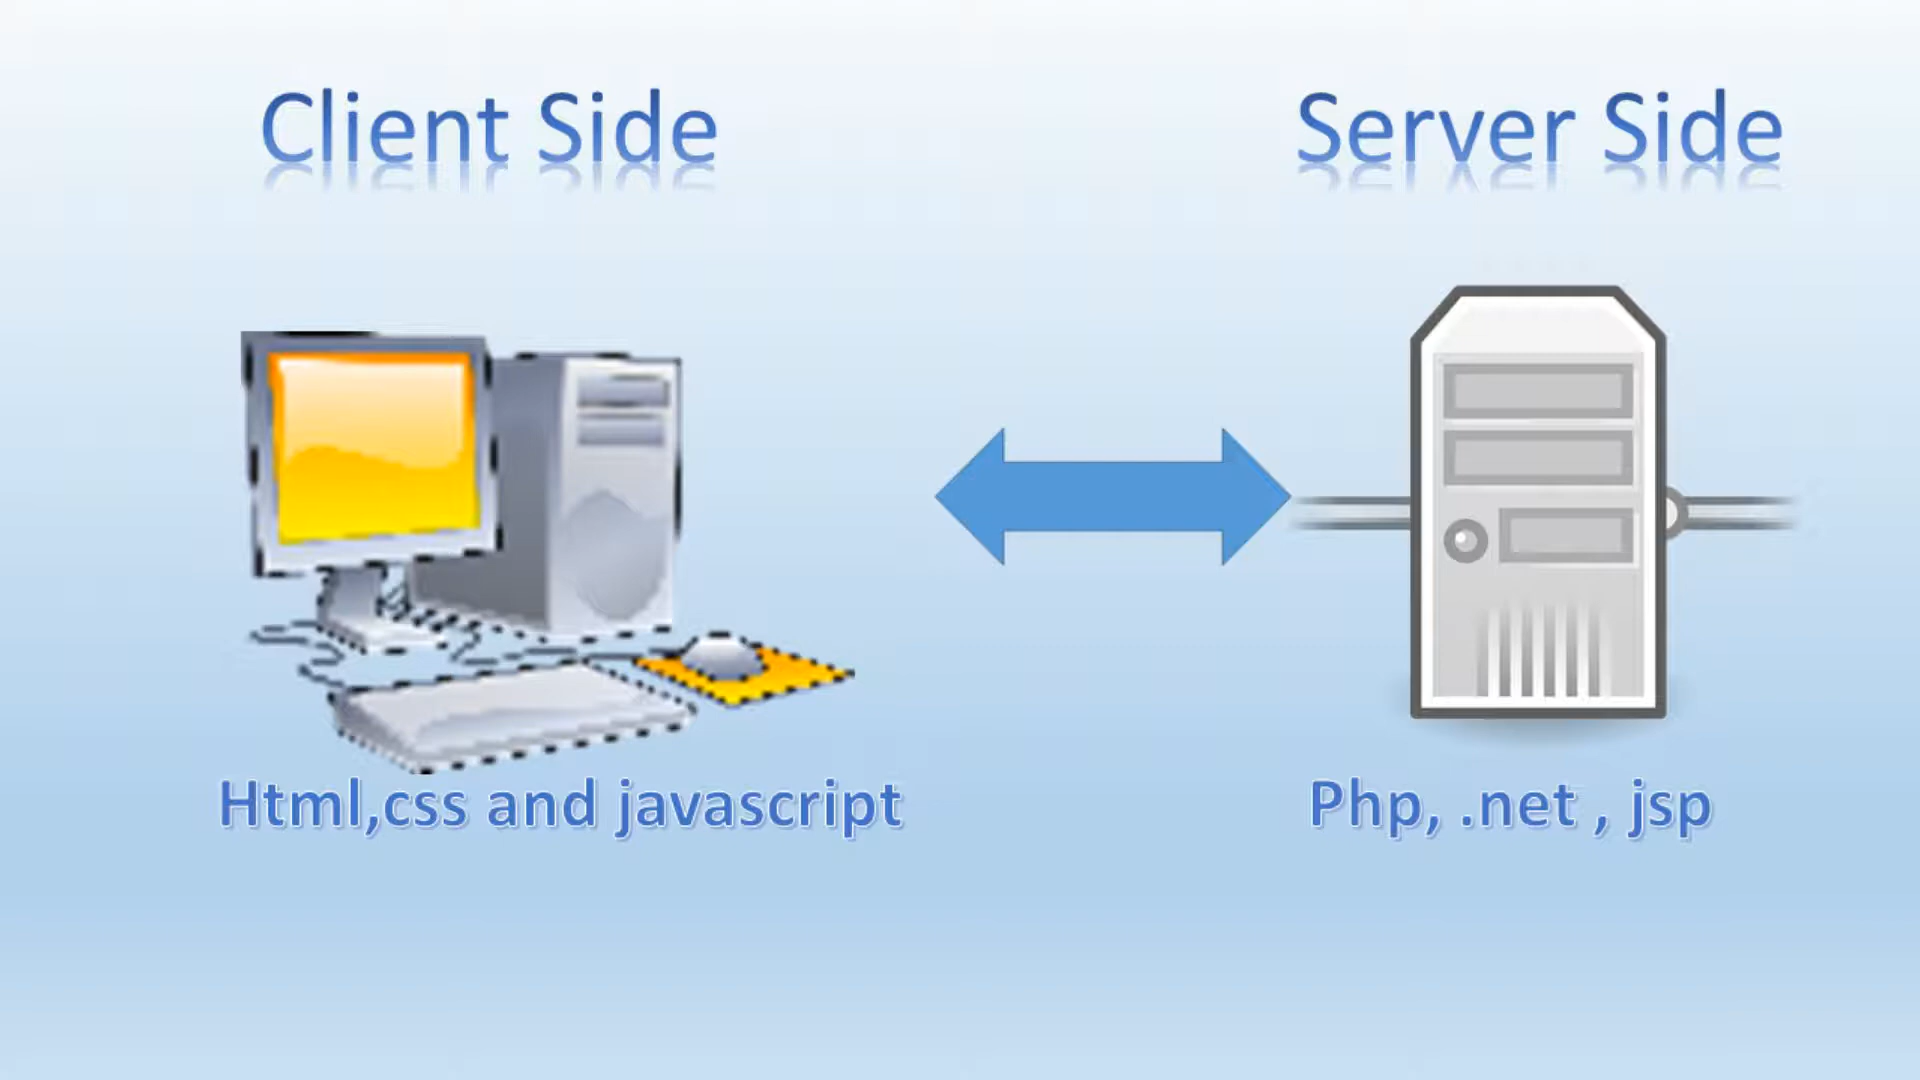 Client Side
Server Side
Html,css and javascript
Php, .net , jsp